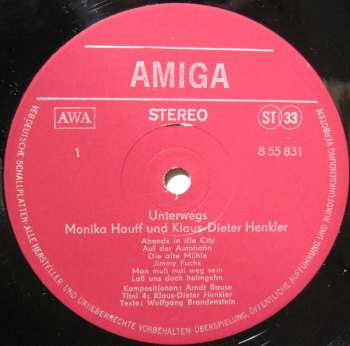 AMIGA
AWA
STEREO
ST 33
1
8 55 831
Unterwegs
Monika Hauff und Klaus-Dieter Henkler
Abends in die City
Auf der Autobahn
Die alte Mühle
Jimmy Fuchs
Man muß mal weg sein
Laß uns doch heimgehn
Kompositionen: Arndt Bause
Titel 4: Klaus-Dieter Henkler
Texte: Wolfgang Brandenstein
VEB DEUTSCHE SCHALLPLATTEN · ALLE HERSTELLER- UND URHEBERRECHTE VORBEHALTEN ÜBERSPIELUNG, ÖFFENTLICHE AUFFÜHRUNG UND RUNDFUNKSENDUNG VERBOTEN